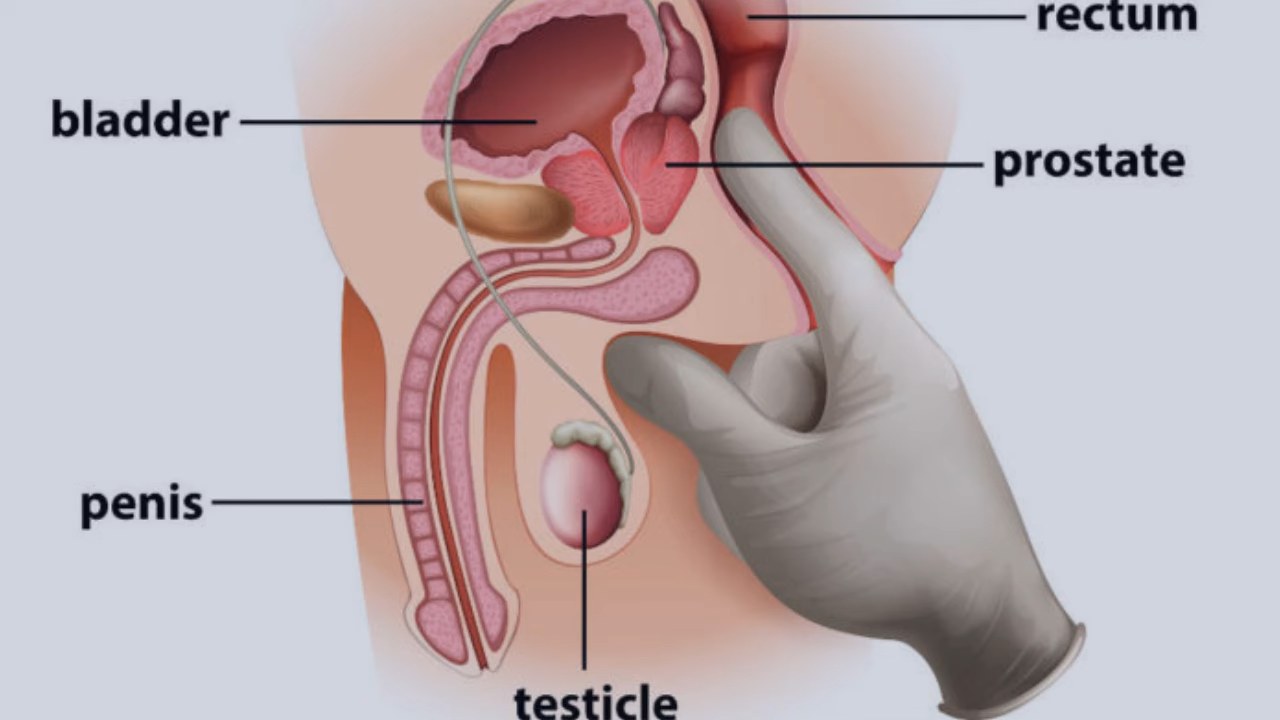 rectum
bladder
prostate
penis
testicle